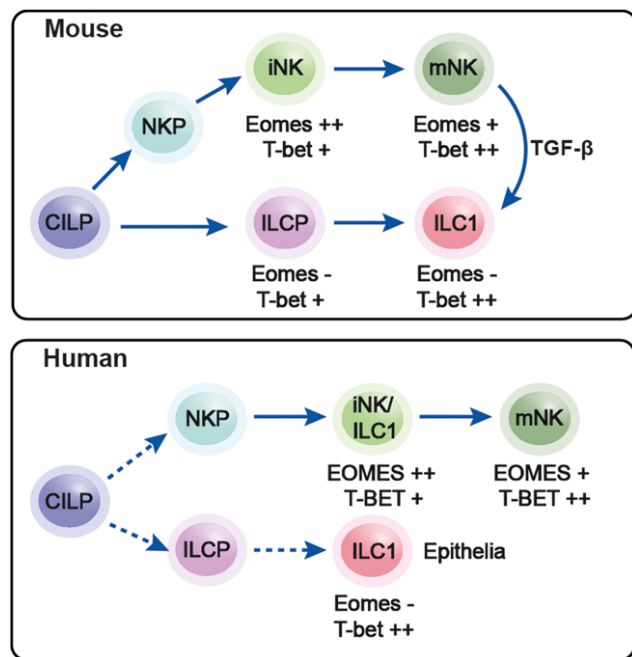 Mouse
iNK
mNK
NKP
Eomes ++
T-bet +
Eomes +
T-bet ++
TGF-β
CILP
ILCP
ILC1
Eomes -
T-bet +
Eomes -
T-bet ++
Human
NKP
iNK/
ILC1
mNK
EOMES ++
T-BET +
EOMES +
T-BET ++
CILP
ILCP
ILC1
Epithelia
Eomes -
T-bet ++